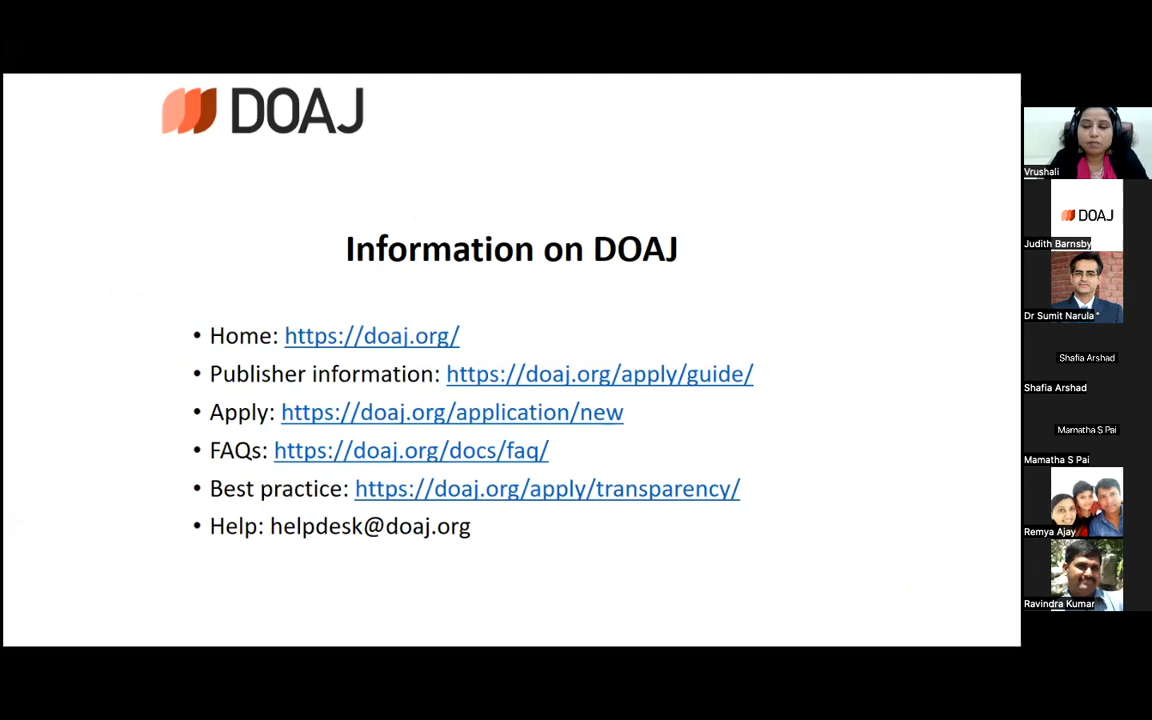 DOAJ
Information on DOAJ
• Home: https://doaj.org/
• Publisher information: https://doaj.org/apply/guide/
• Apply: https://doaj.org/application/new
• FAQs: https://doaj.org/docs/faq/
• Best practice: https://doaj.org/apply/transparency/
• Help: helpdesk@doaj.org
Vrushali
DOAJ
Judith Barnsby
Dr Sumit Narula*
Shafia Arshad
Shafia Arshad
Mamatha S Pai
Mamatha S Pai
Remya Ajay
Ravindra Kumar